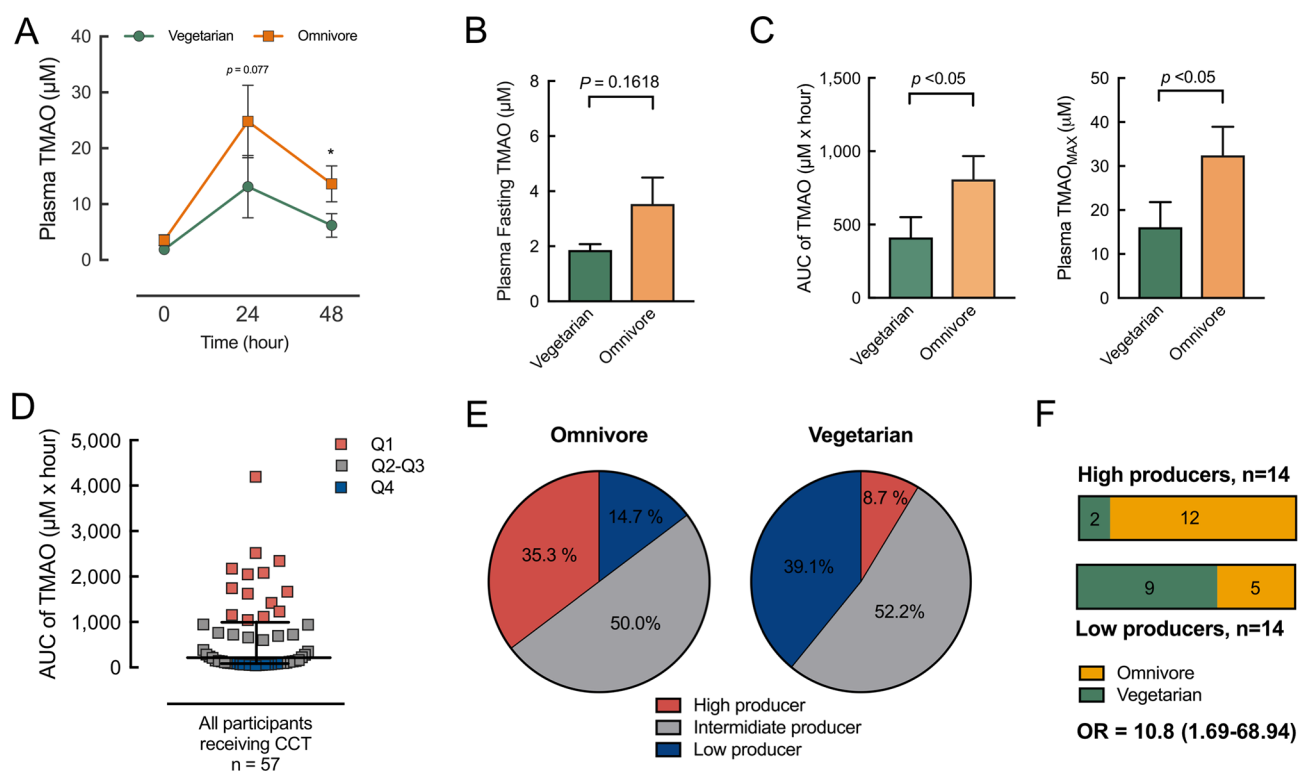 A
Vegetarian
Omnivore
Plasma TMAO (μM)
40
30
20
10
0
p = 0.077
*
0
24
48
Time (hour)
B
Plasma Fasting TMAO (μM)
8
6
4
2
0
P = 0.1618
Vegetarian
Omnivore
C
AUC of TMAO (μM x hour)
1,500
1,000
500
0
p <0.05
Vegetarian
Omnivore
Plasma TMAOMAX (μM)
50
40
30
20
10
0
p <0.05
Vegetarian
Omnivore
D
AUC of TMAO (μM x hour)
5,000
4,000
3,000
2,000
1,000
0
Q1
Q2-Q3
Q4
All participants
receiving CCT
n = 57
E
Omnivore
35.3 %
14.7 %
50.0%
Vegetarian
8.7 %
39.1%
52.2%
High producer
Intermidiate producer
Low producer
F
High producers, n=14
2
12
9
5
Low producers, n=14
Omnivore
Vegetarian
OR = 10.8 (1.69-68.94)